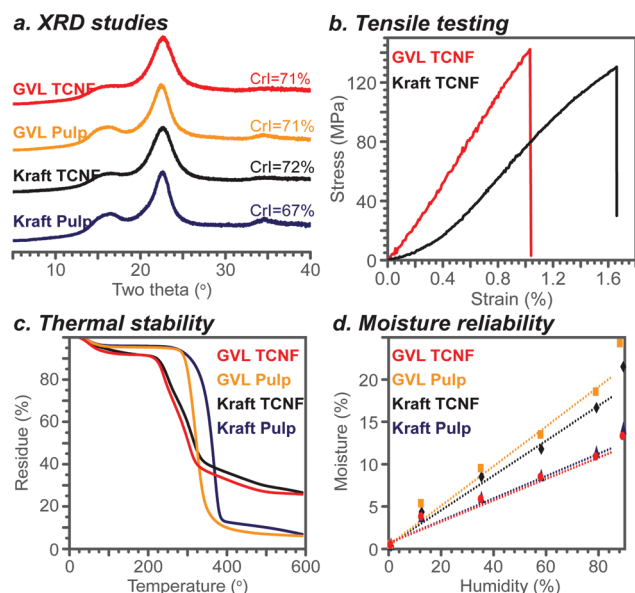 a. XRD studies
GVL TCNF
CrI=71%
GVL Pulp
CrI=71%
Kraft TCNF
CrI=72%
Kraft Pulp
CrI=67%
10 20 30 40
Two theta (º)
b. Tensile testing
GVL TCNF
Kraft TCNF
Stress (MPa)
120
80
40
0
0.0 0.4 0.8 1.2 1.6
Strain (%)
c. Thermal stability
GVL TCNF
GVL Pulp
Kraft TCNF
Kraft Pulp
Residue (%)
80
60
40
20
0
0 200 400 600
Temperature (º)
d. Moisture reliability
GVL TCNF
GVL Pulp
Kraft TCNF
Kraft Pulp
Moisture (%)
20
15
10
5
0
0 20 40 60 80
Humidity (%)